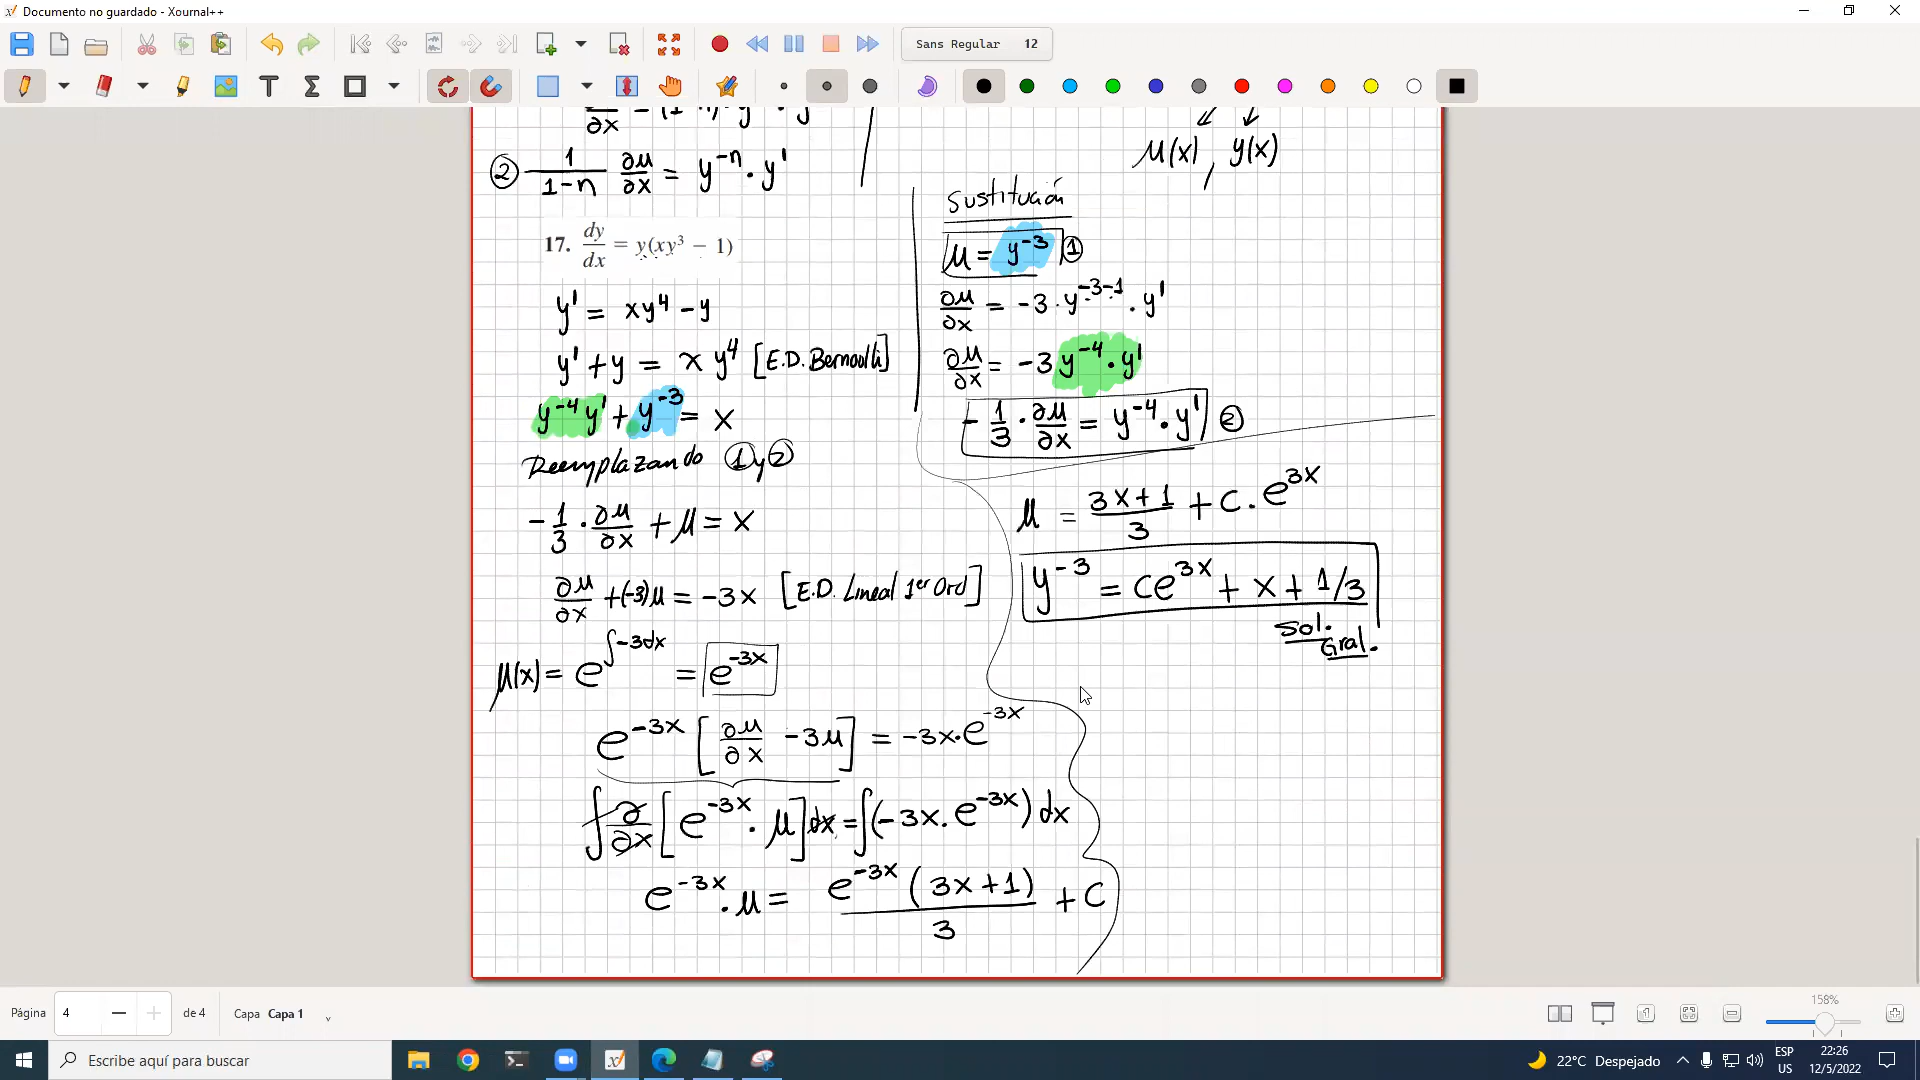 Documento no guardado - Xournal++
Sans Regular 12
∂x = (1-n) · y · y
μ(x) , y(x)
② 1/(1-n) ∂μ/∂x = y^-n · y'
17. dy/dx = y(xy³ − 1)
y' = xy⁴ - y
y' + y = x y⁴ [E.D. Bernoulli]
y^-4 y' + y^-3 = x
Reemplazando ① y ②
-1/3 · ∂μ/∂x + μ = x
∂μ/∂x + (-3)μ = -3x [E.D. Lineal 1er Ord]
μ(x) = e^∫-3dx = e^-3x
e^-3x [∂μ/∂x - 3μ] = -3x · e^-3x
∫ ∂/∂x [e^-3x · μ] dx = ∫(-3x · e^-3x) dx
e^-3x · μ = e^-3x (3x+1)/3 + C
Sustitución
μ = y^-3 ①
∂μ/∂x = -3 · y^-3-1 · y'
∂μ/∂x = -3 y^-4 · y'
-1/3 · ∂μ/∂x = y^-4 · y' ②
μ = (3x+1)/3 + C · e^3x
y^-3 = Ce^3x + x + 1/3
Sol. Gral.
Página 4 de 4 Capa Capa 1
158%
Escribe aquí para buscar
22°C Despejado
ESP
US
22:26
12/5/2022